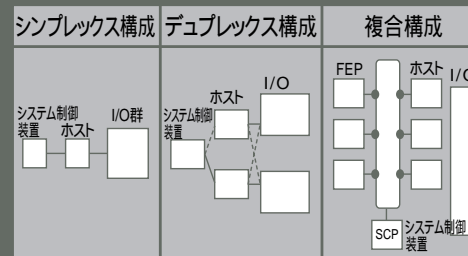 シンプレックス構成
デュプレックス構成
複合構成
システム制御
装置
ホスト
I/O群
システム制御
装置
ホスト
I/O
FEP
ホスト
I/O
SCP
システム制御
装置